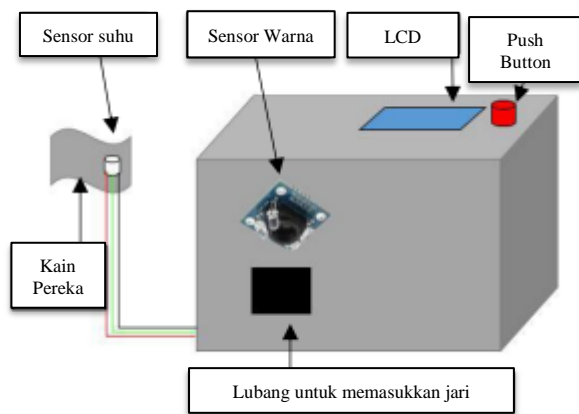 Sensor suhu
Sensor Warna
LCD
Push
Button
Kain
Pereka
Lubang untuk memasukkan jari